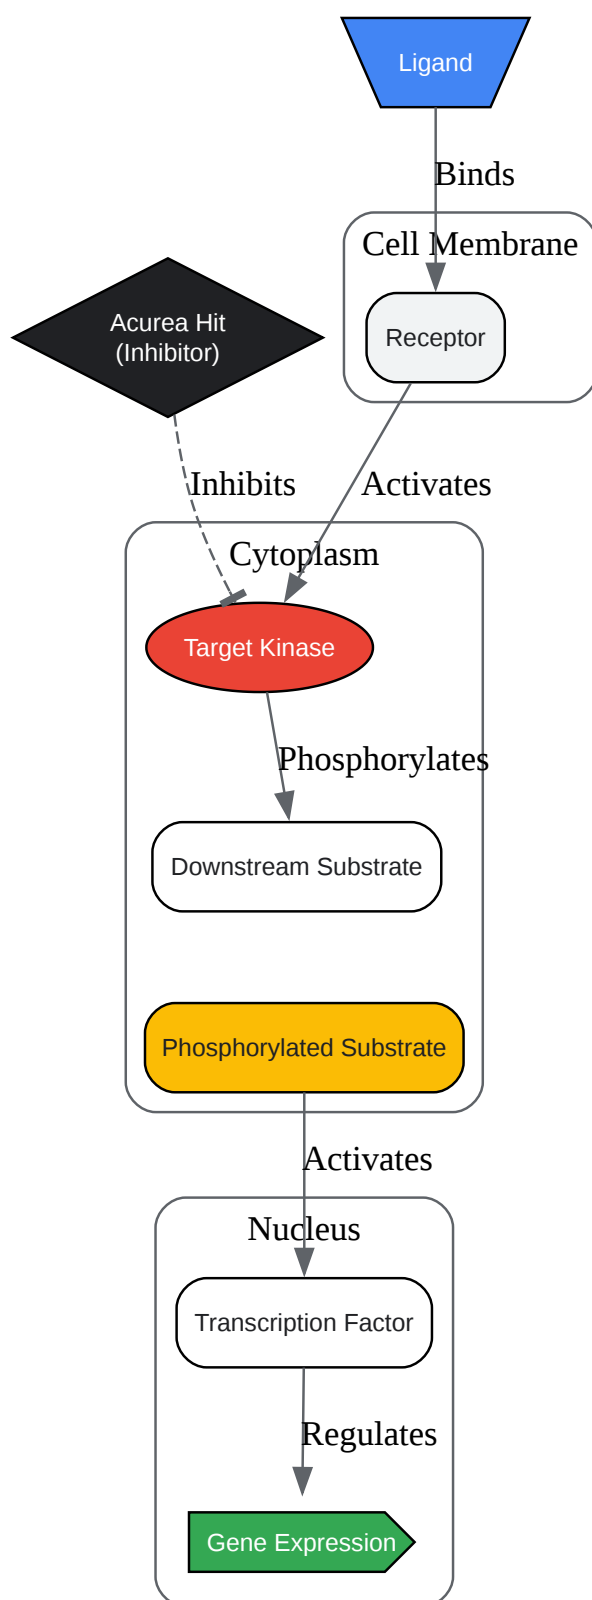 Ligand
Binds
Cell Membrane
Receptor
Acurea Hit
(Inhibitor)
Inhibits
Activates
Cytoplasm
Target Kinase
Phosphorylates
Downstream Substrate
Phosphorylated Substrate
Activates
Nucleus
Transcription Factor
Regulates
Gene Expression